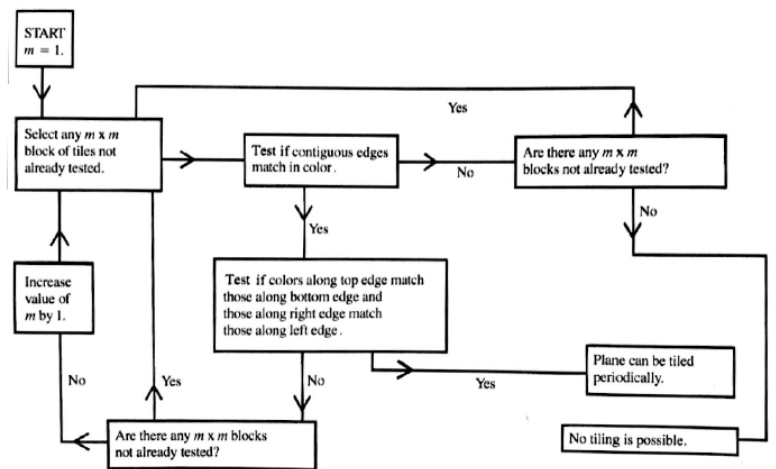 START
m = 1.
Yes
Select any m x m
block of tiles not
already tested.
Test if contiguous edges
match in color.
No
Are there any m x m
blocks not already tested?
Yes
No
Increase
value of
m by 1.
Test if colors along top edge match
those along bottom edge and
those along right edge match
those along left edge.
No
Yes
No
Yes
Plane can be tiled
periodically.
Are there any m x m blocks
not already tested?
No tiling is possible.